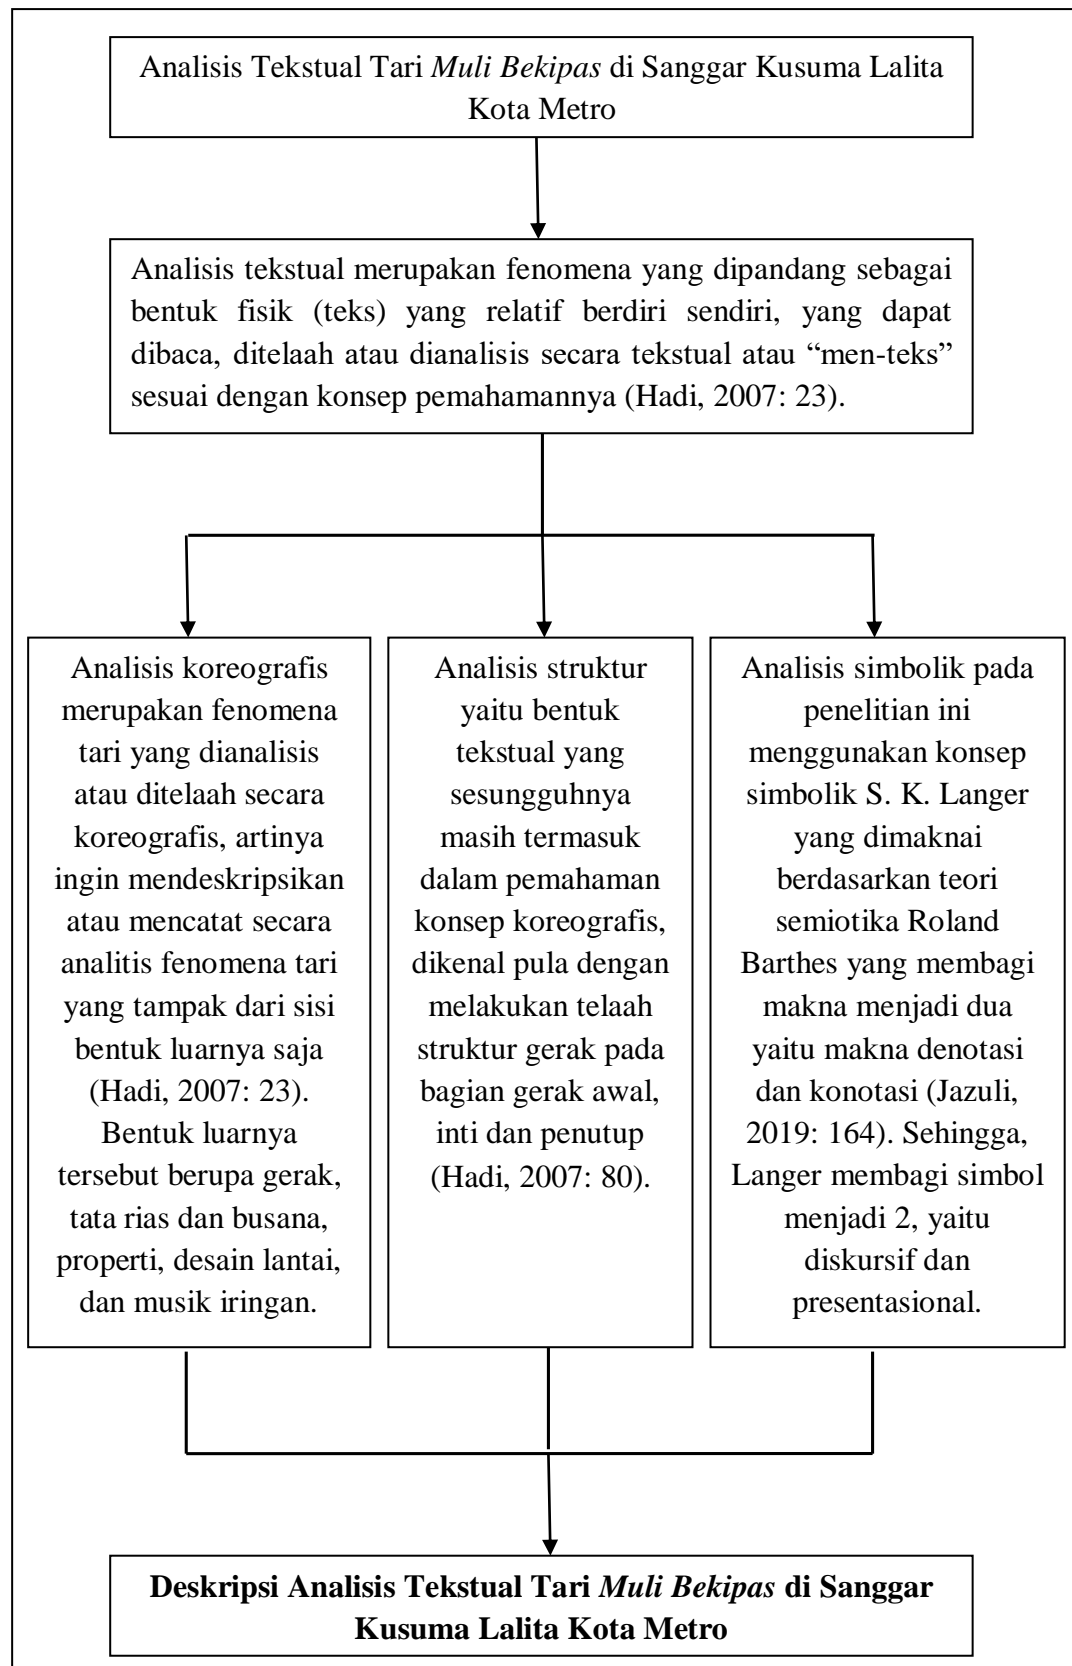 Analisis Tekstual Tari Muli Bekipas di Sanggar Kusuma Lalita
Kota Metro
Analisis tekstual merupakan fenomena yang dipandang sebagai
bentuk fisik (teks) yang relatif berdiri sendiri, yang dapat
dibaca, ditelaah atau dianalisis secara tekstual atau “men-teks”
sesuai dengan konsep pemahamannya (Hadi, 2007: 23).
Analisis koreografis
merupakan fenomena
tari yang dianalisis
atau ditelaah secara
koreografis, artinya
ingin mendeskripsikan
atau mencatat secara
analitis fenomena tari
yang tampak dari sisi
bentuk luarnya saja
(Hadi, 2007: 23).
Bentuk luarnya
tersebut berupa gerak,
tata rias dan busana,
properti, desain lantai,
dan musik iringan.
Analisis struktur
yaitu bentuk
tekstual yang
sesungguhnya
masih termasuk
dalam pemahaman
konsep koreografis,
dikenal pula dengan
melakukan telaah
struktur gerak pada
bagian gerak awal,
inti dan penutup
(Hadi, 2007: 80).
Analisis simbolik pada
penelitian ini
menggunakan konsep
simbolik S. K. Langer
yang dimaknai
berdasarkan teori
semiotika Roland
Barthes yang membagi
makna menjadi dua
yaitu makna denotasi
dan konotasi (Jazuli,
2019: 164). Sehingga,
Langer membagi simbol
menjadi 2, yaitu
diskursif dan
presentasional.
Deskripsi Analisis Tekstual Tari Muli Bekipas di Sanggar
Kusuma Lalita Kota Metro